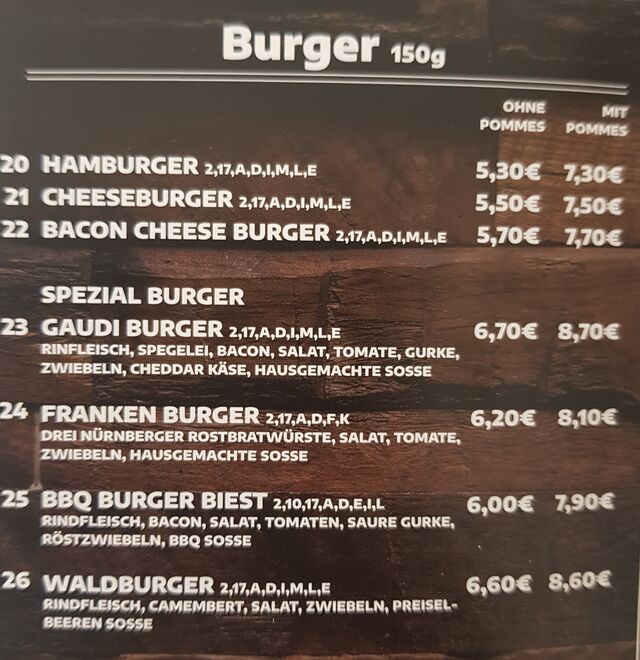 Burger 150g
OHNE POMMES MIT POMMES
20 HAMBURGER 2,17,A,D,I,M,L,E 5,30€ 7,30€
21 CHEESEBURGER 2,17,A,D,I,M,L,E 5,50€ 7,50€
22 BACON CHEESE BURGER 2,17,A,D,I,M,L,E 5,70€ 7,70€
SPEZIAL BURGER
23 GAUDI BURGER 2,17,A,D,I,M,L,E 6,70€ 8,70€
RINFLEISCH, SPEGELEI, BACON, SALAT, TOMATE, GURKE,
ZWIEBELN, CHEDDAR KÄSE, HAUSGEMACHTE SOSSE
24 FRANKEN BURGER 2,17,A,D,F,K 6,20€ 8,10€
DREI NÜRNBERGER ROSTBRATWÜRSTE, SALAT, TOMATE,
ZWIEBELN, HAUSGEMACHTE SOSSE
25 BBQ BURGER BIEST 2,10,17,A,D,E,I,L 6,00€ 7,90€
RINDFLEISCH, BACON, SALAT, TOMATEN, SAURE GURKE,
RÖSTZWIEBELN, BBQ SOSSE
26 WALDBURGER 2,17,A,D,I,M,L,E 6,60€ 8,60€
RINDFLEISCH, CAMEMBERT, SALAT, ZWIEBELN, PREISEL-
BEEREN SOSSE